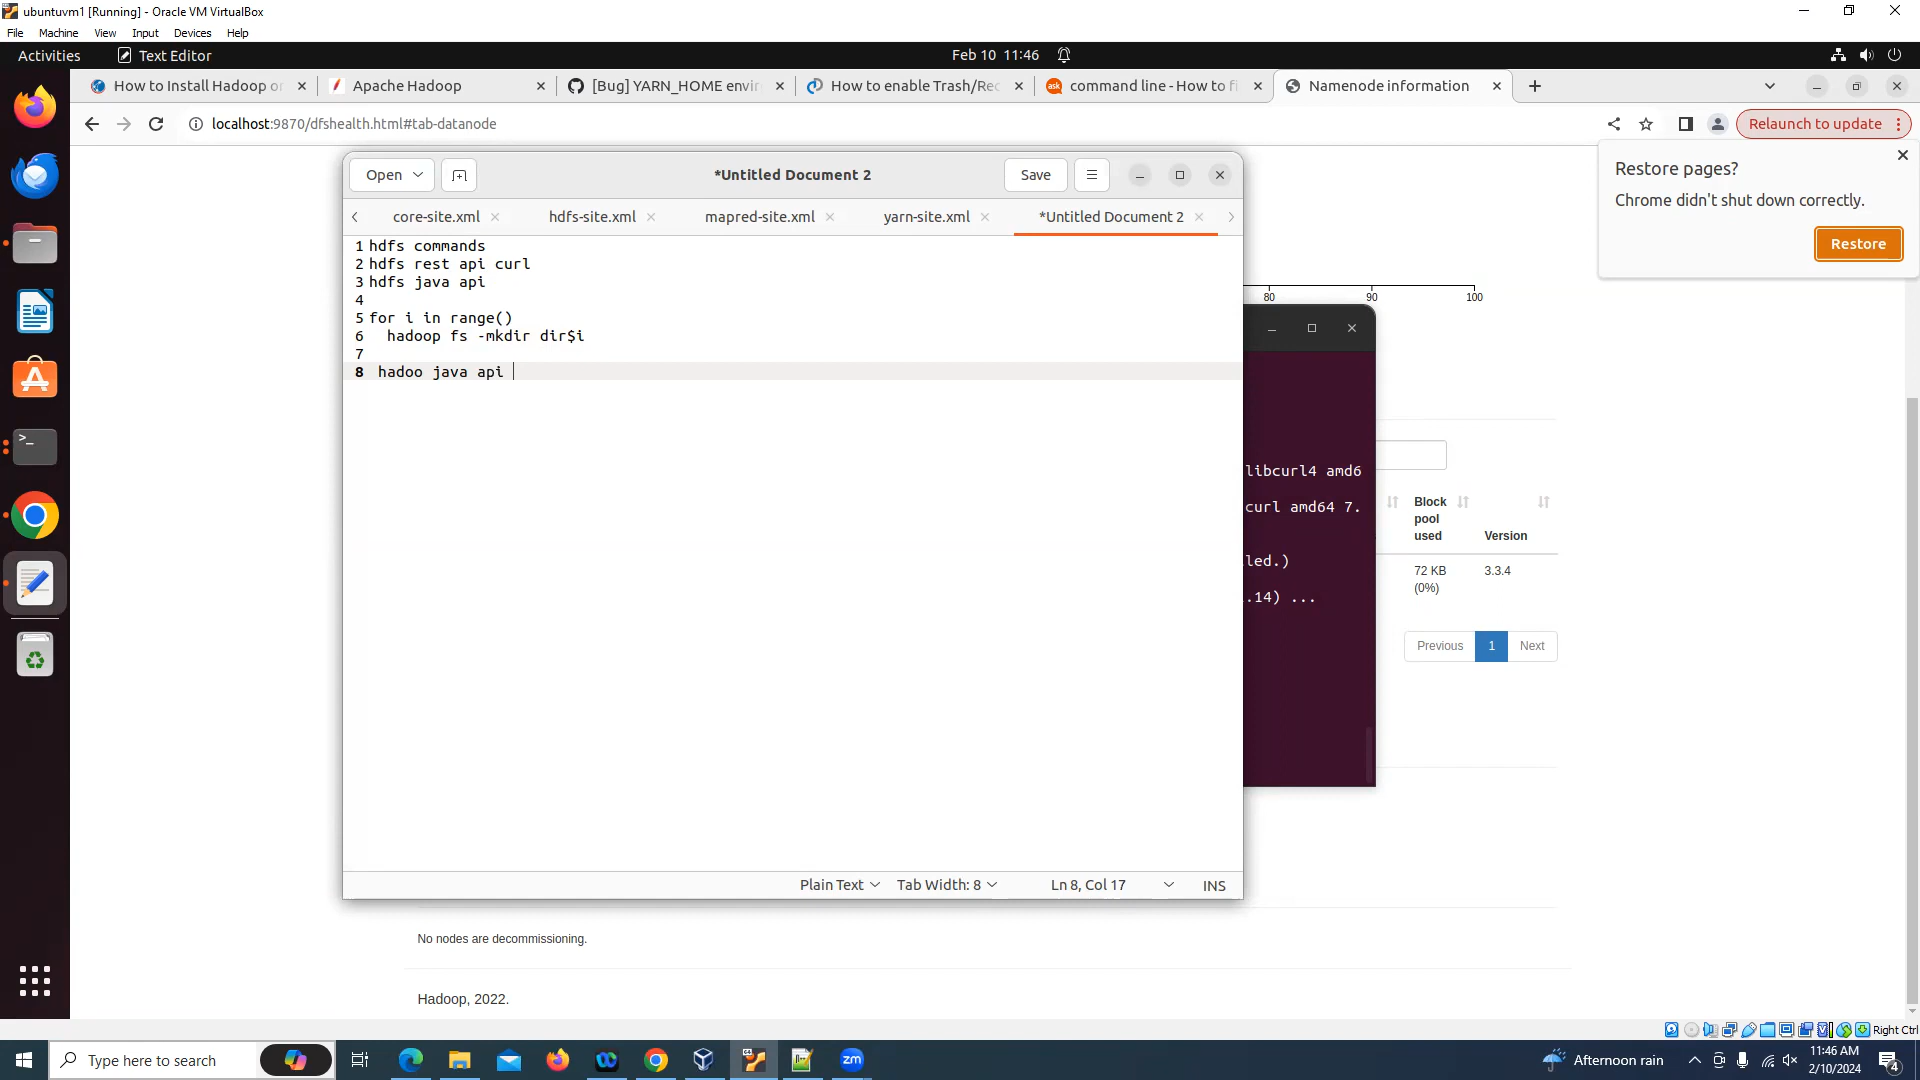 ubuntuvm1 [Running] - Oracle VM VirtualBox
File Machine View Input Devices Help
Activities Text Editor Feb 10 11:46
How to Install Hadoop or Apache Hadoop [Bug] YARN_HOME envir How to enable Trash/Rec command line - How to fi Namenode information
localhost:9870/dfshealth.html#tab-datanode Relaunch to update
Restore pages?
Chrome didn't shut down correctly.
Restore
Open *Untitled Document 2 Save
core-site.xml hdfs-site.xml mapred-site.xml yarn-site.xml *Untitled Document 2
1 hdfs commands
2 hdfs rest api curl
3 hdfs java api
4
5 for i in range()
6 hadoop fs -mkdir dir$i
7
8 hadoo java api
80 90 100
libcurl4 amd6
curl amd64 7.
led.)
.14) ...
Block pool used Version
72 KB (0%) 3.3.4
Previous 1 Next
Plain Text Tab Width: 8 Ln 8, Col 17 INS
No nodes are decommissioning.
Hadoop, 2022.
Right Ctrl
Type here to search zm Afternoon rain 11:46 AM
2/10/2024 4